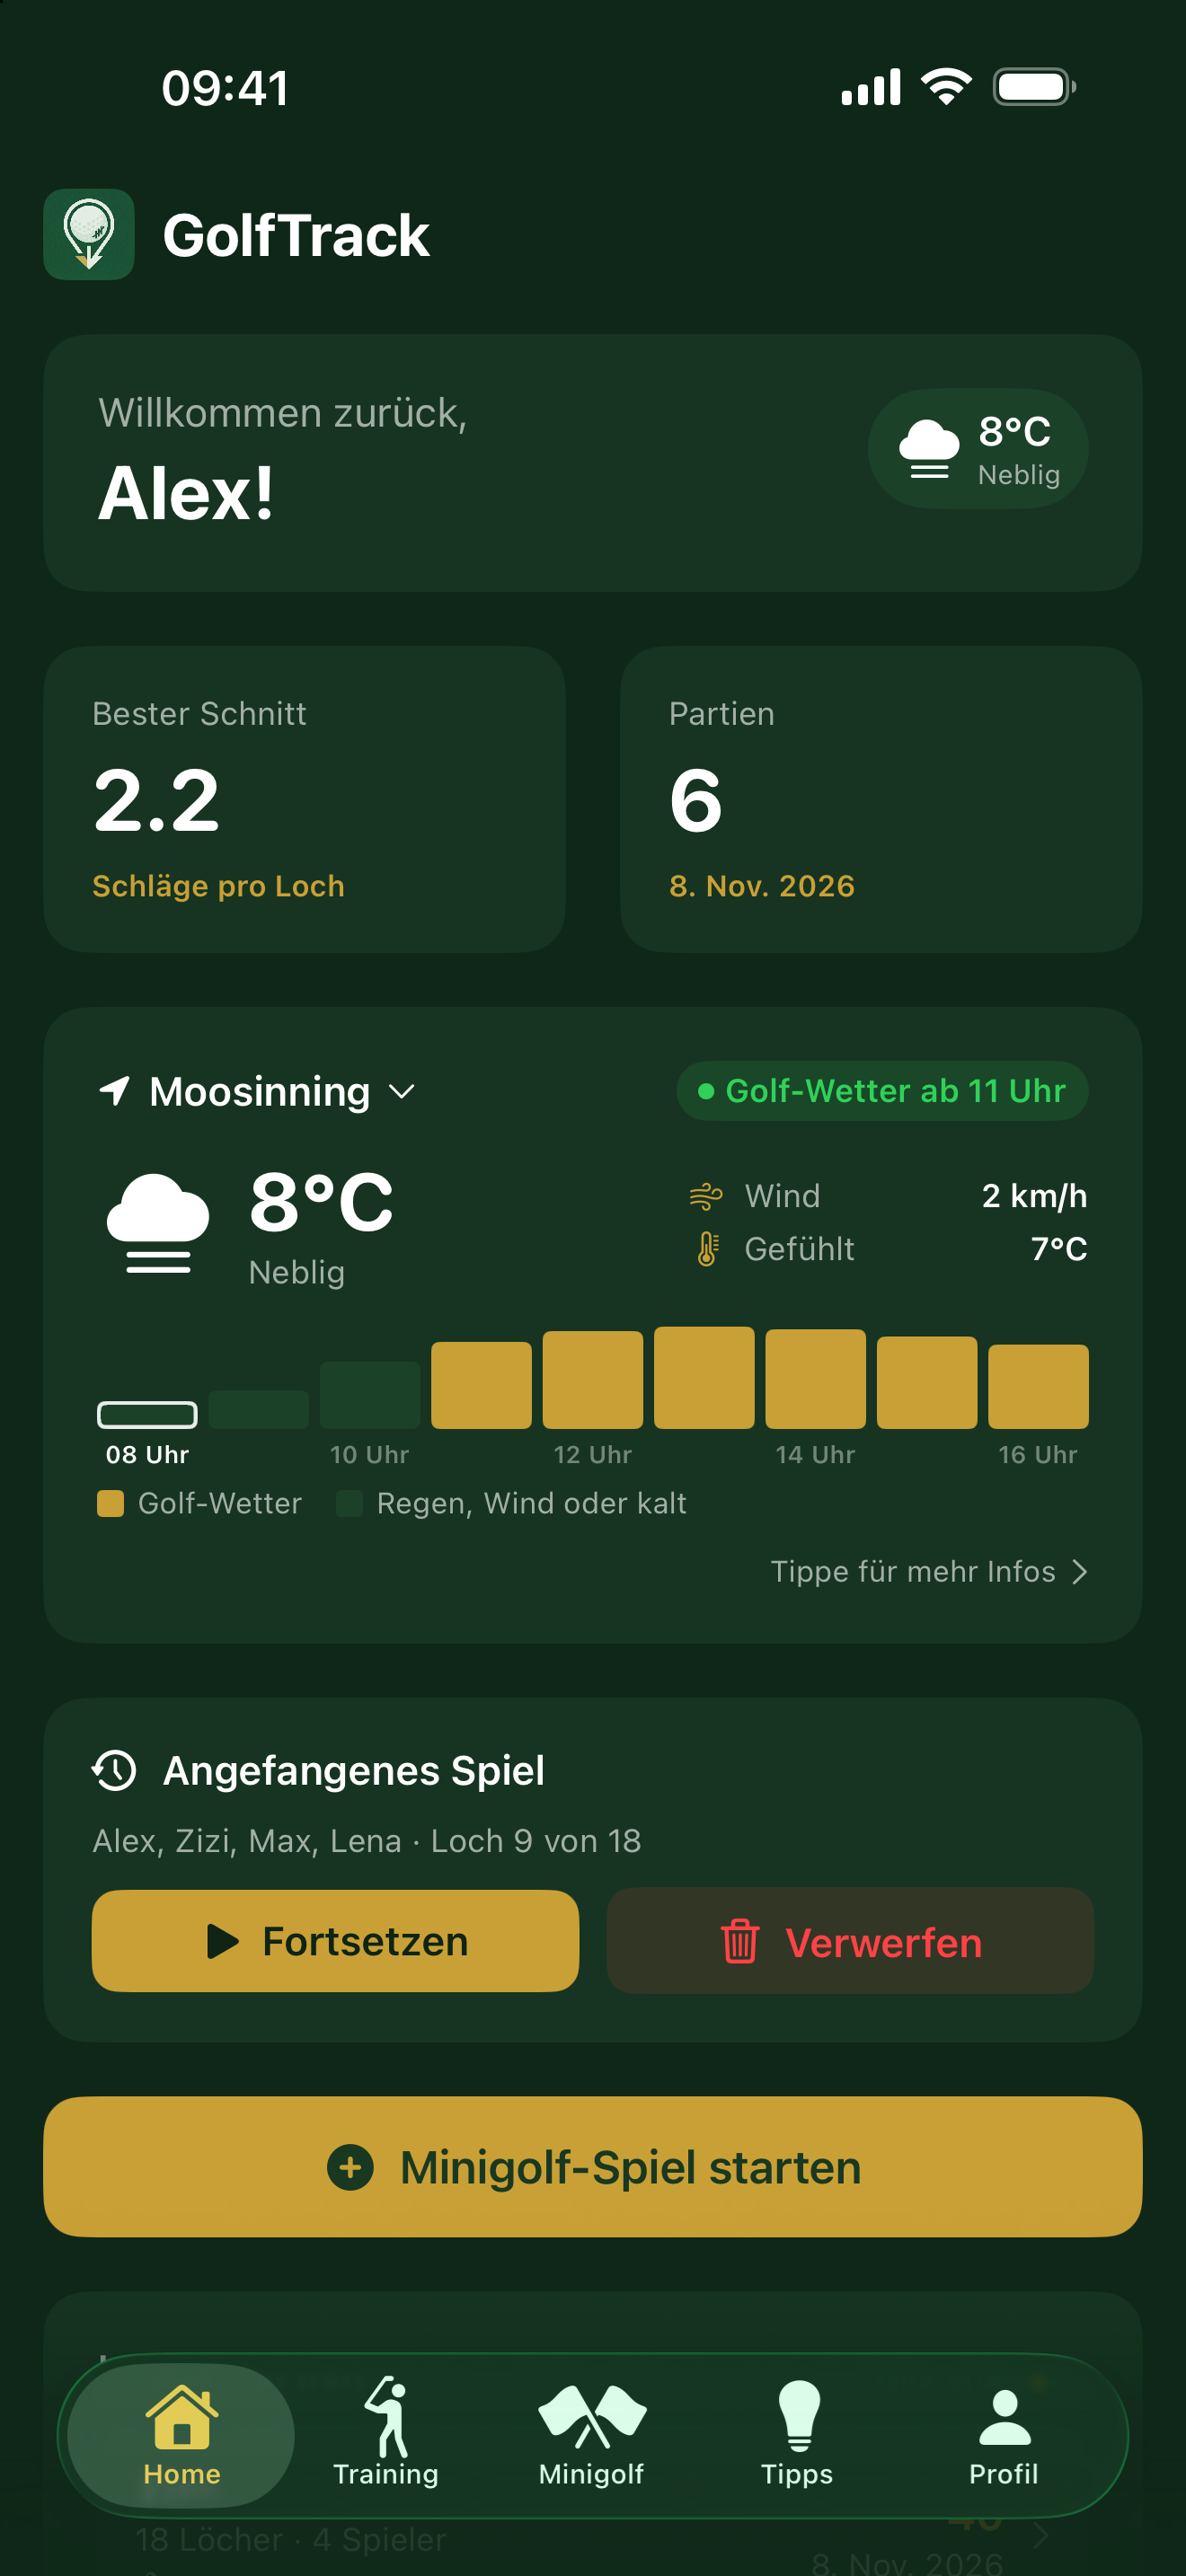 09:41
GolfTrack
Willkommen zurück,
Alex!
8°C
Neblig
Bester Schnitt
2.2
Schläge pro Loch
Partien
6
8. Nov. 2026
Moosinning
Golf-Wetter ab 11 Uhr
8°C
Neblig
Wind 2 km/h
Gefühlt 7°C
08 Uhr 10 Uhr 12 Uhr 14 Uhr 16 Uhr
Golf-Wetter Regen, Wind oder kalt
Tippe für mehr Infos
Angefangenes Spiel
Alex, Zizi, Max, Lena · Loch 9 von 18
Fortsetzen
Verwerfen
Minigolf-Spiel starten
Home Training Minigolf Tipps Profil
18 Löcher · 4 Spieler
8. Nov. 2026